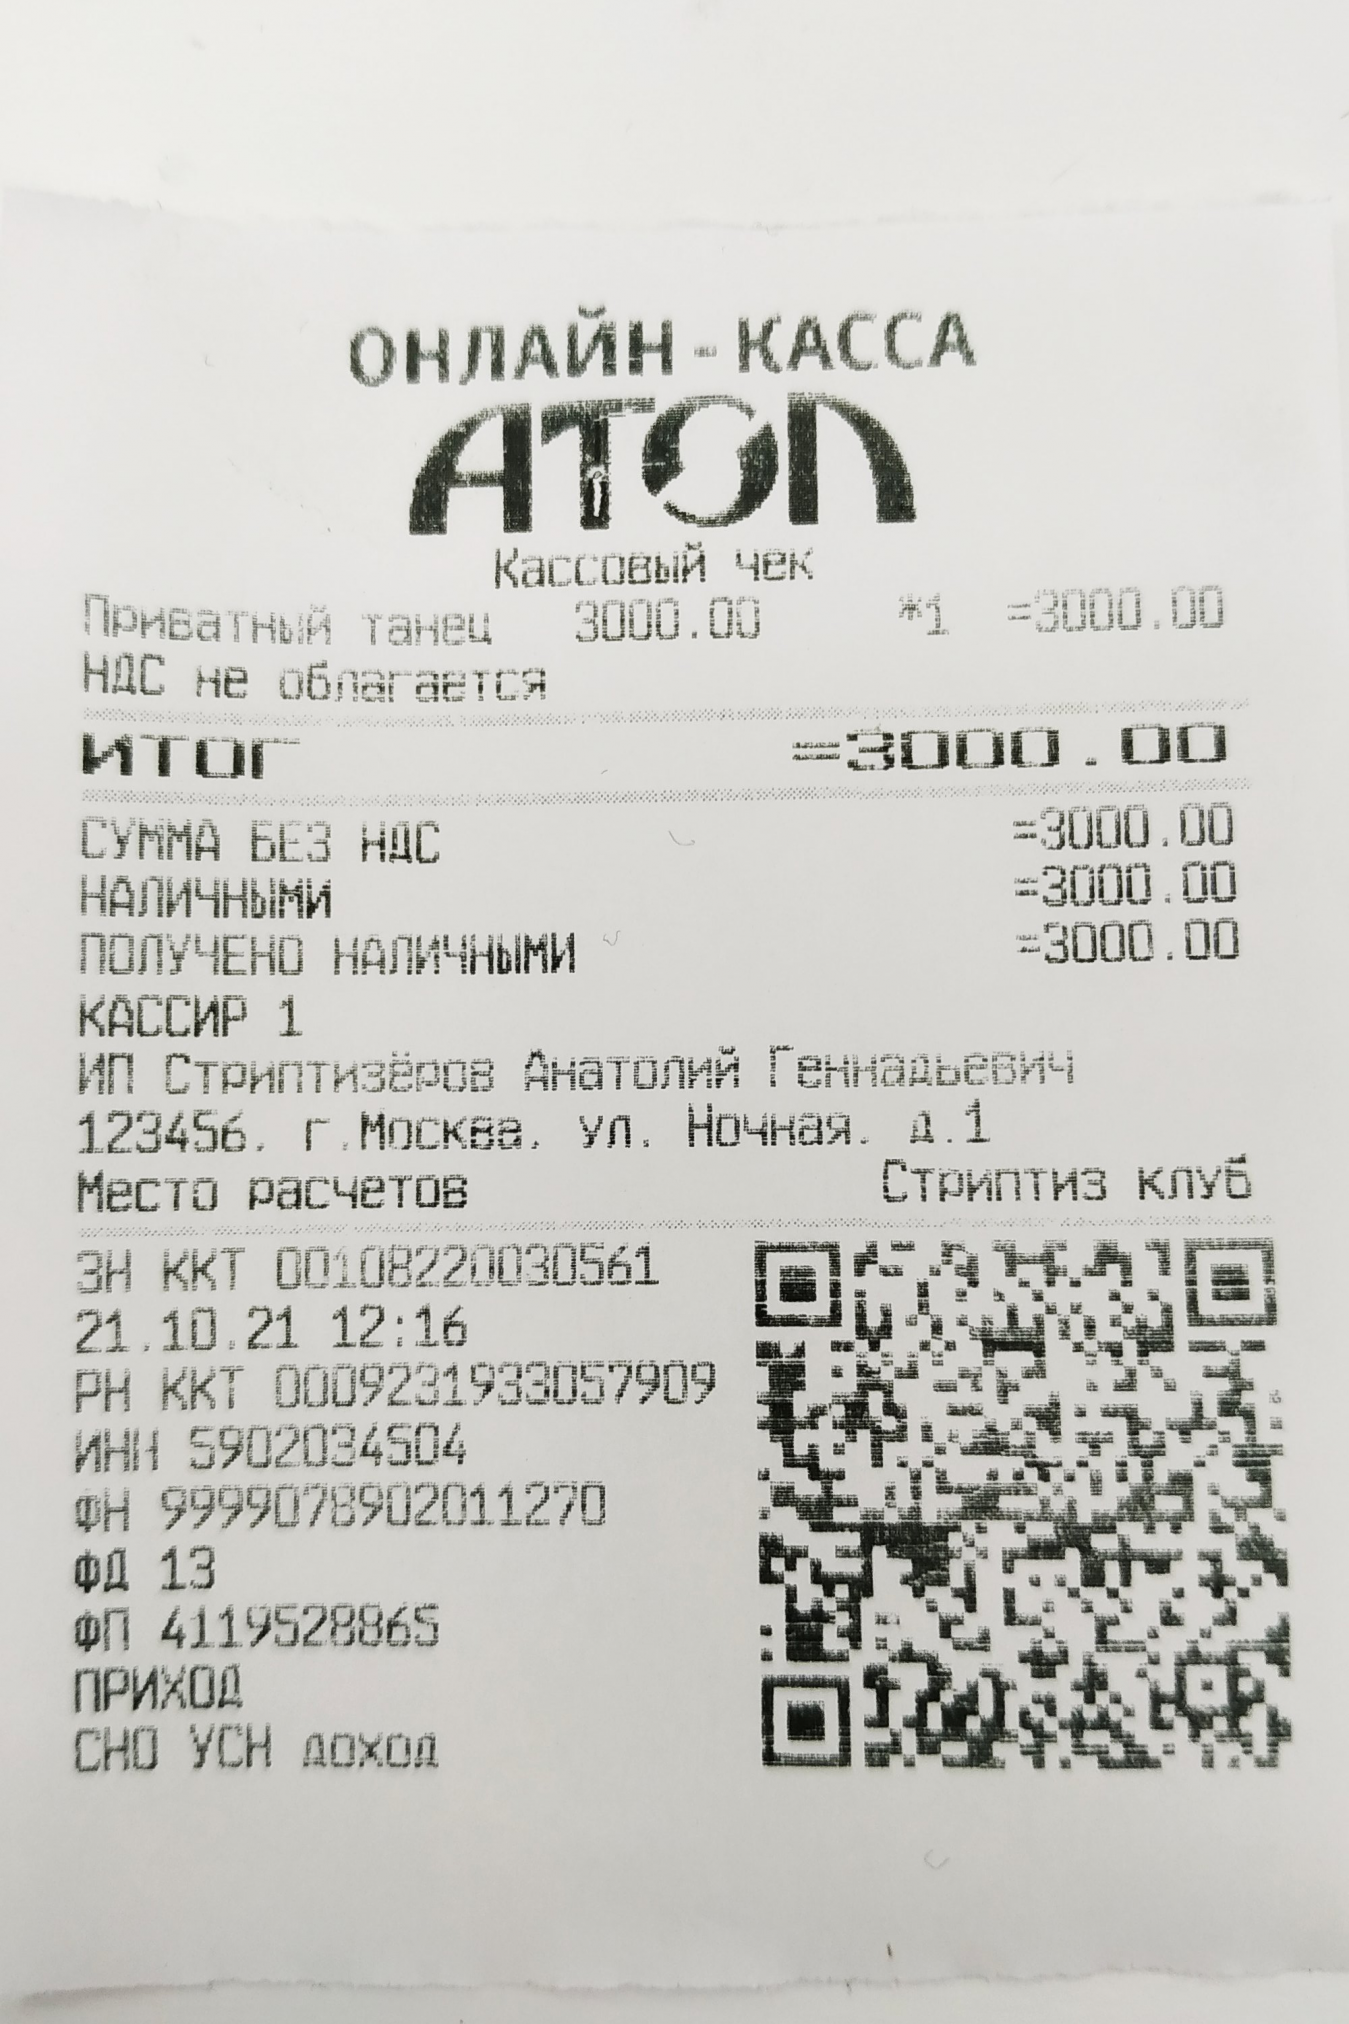 ОНЛАЙН-КАССА
АТОЛ
Кассовый чек
Приватный танец 3000.00 *1 =3000.00
НДС не облагается
ИТОГ =3000.00
СУММА БЕЗ НДС =3000.00
НАЛИЧНЫМИ =3000.00
ПОЛУЧЕНО НАЛИЧНЫМИ =3000.00
КАССИР 1
ИП Стриптизёров Анатолий Геннадьевич
123456, г.Москва, ул. Ночная, д.1
Место расчетов Стриптиз клуб
ЗН ККТ 00108220030561
21.10.21 12:16
РН ККТ 0009231933057909
ИНН 5902034504
ФН 9999078902011270
ФД 13
ФП 4119528865
ПРИХОД
СНО УСН доход